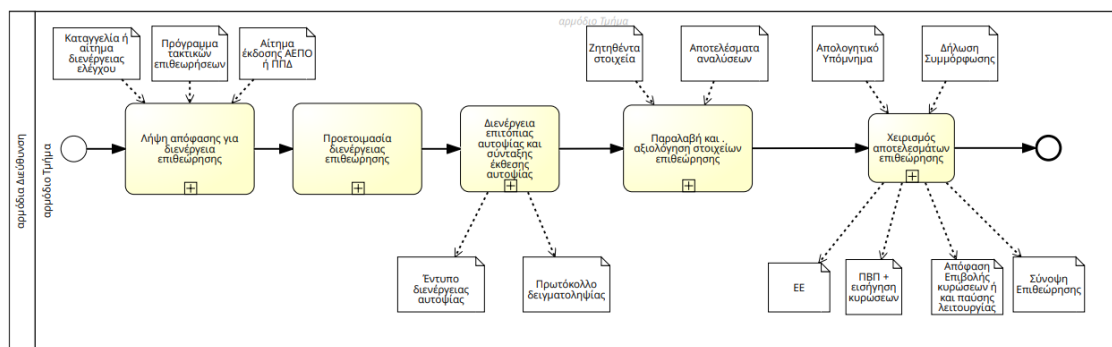 αρμόδιο Τμήμα
αρμόδια Διεύθυνση
αρμόδιο Τμήμα
Καταγγελία ή
αίτημα
διενέργειας
ελέγχου
Πρόγραμμα
τακτικών
επιθεωρήσεων
Αίτημα
έκδοσης ΑΕΠΟ
ή ΠΠΔ
Ζητηθέντα
στοιχεία
Αποτελέσματα
αναλύσεων
Απολογητικό
Υπόμνημα
Δήλωση
Συμμόρφωσης
Λήψη απόφασης για
διενέργεια
επιθεώρησης
Προετοιμασία
διενέργειας
επιθεώρησης
Διενέργεια
επιτόπιας
αυτοψίας και
σύνταξης
έκθεσης
αυτοψίας
Παραλαβή και
αξιολόγηση στοιχείων
επιθεώρησης
Χειρισμός
αποτελεσμάτων
επιθεώρησης
Έντυπο
διενέργειας
αυτοψίας
Πρωτόκολλο
δειγματοληψίας
ΕΕ
ΠΒΠ +
εισήγηση
κυρώσεων
Απόφαση
Επιβολής
κυρώσεων ή
και παύσης
λειτουργίας
Σύνοψη
Επιθεώρησης